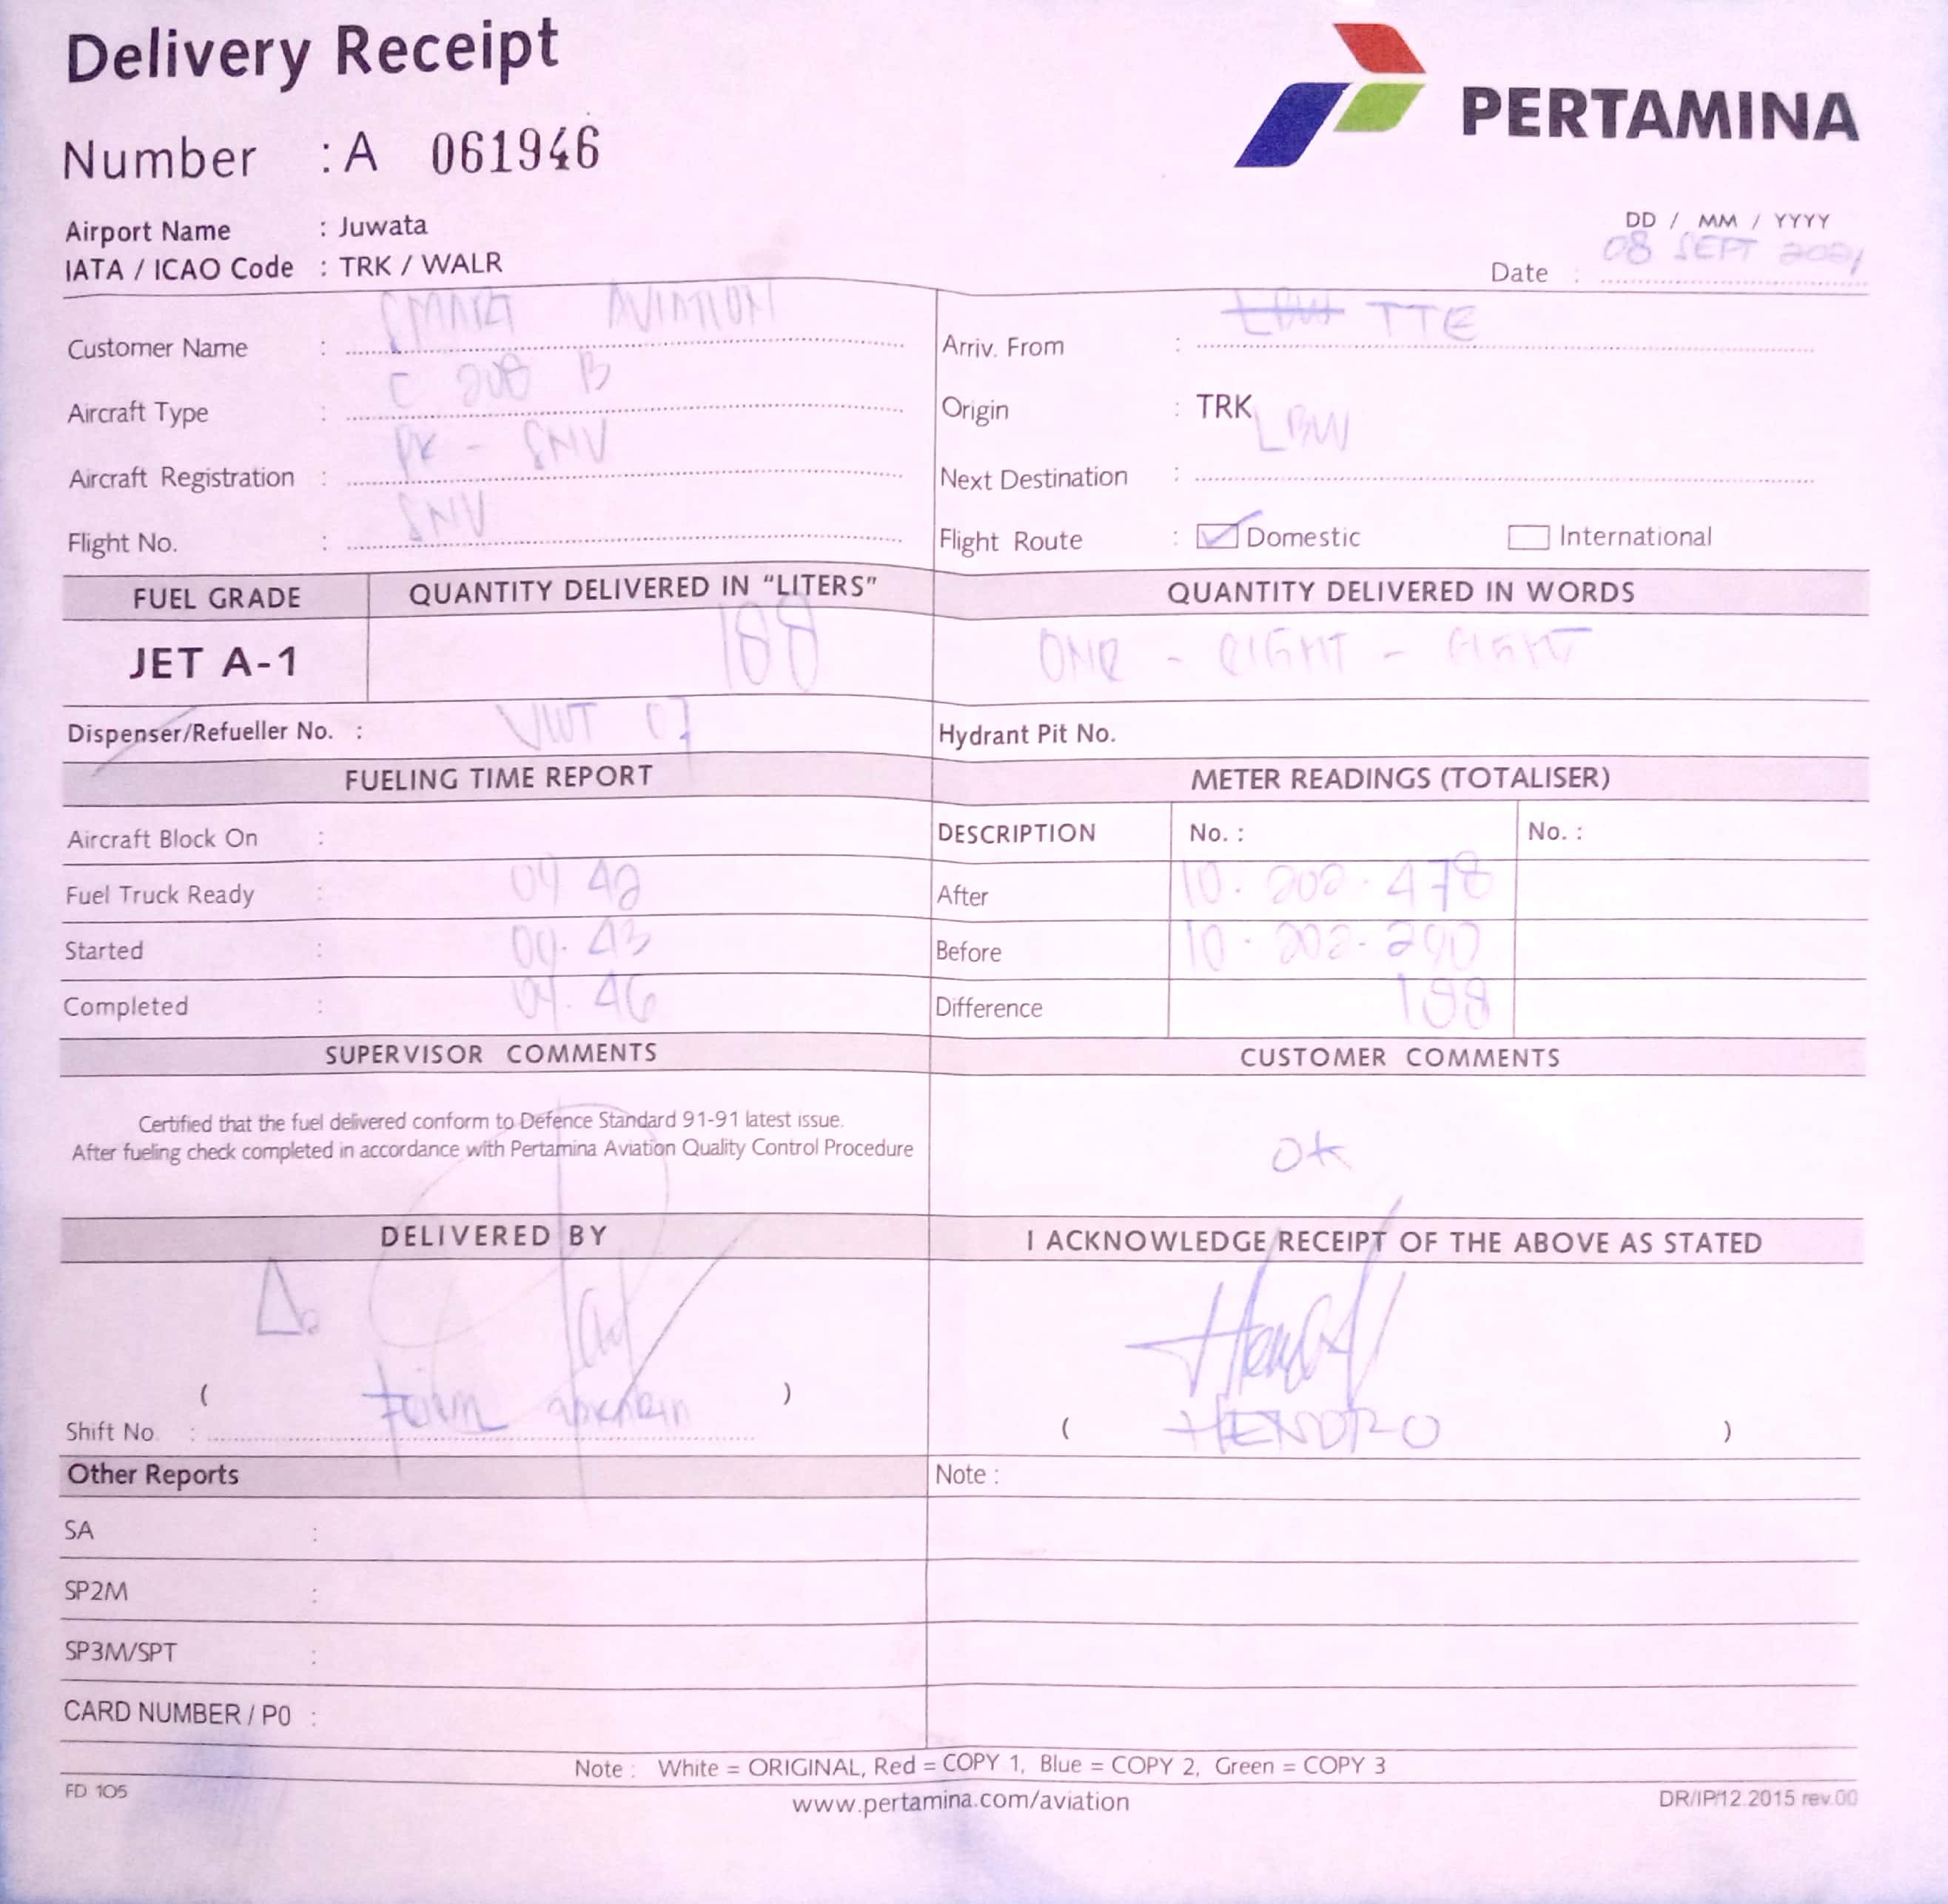 Delivery Receipt
PERTAMINA
Number : A 061946
Airport Name : Juwata
IATA / ICAO Code : TRK / WALR
DD / MM / YYYY
Date : 08 SEPT 2021
Customer Name : SMART AVIATION
Arriv. From : LBW TTE
Aircraft Type : C 208 B
Origin : TRK
Aircraft Registration : PK - SNV
Next Destination : LBW
Flight No. : SNV
Flight Route : Domestic International
FUEL GRADE QUANTITY DELIVERED IN “LITERS” QUANTITY DELIVERED IN WORDS
JET A-1 188 ONE - EIGHT - EIGHT
Dispenser/Refueller No. : VWT 07 Hydrant Pit No.
FUELING TIME REPORT METER READINGS (TOTALISER)
Aircraft Block On : DESCRIPTION No. : No. :
Fuel Truck Ready : 04 42 After 10.202.478
Started : 04.43 Before 10.202.290
Completed : 04.46 Difference 188
SUPERVISOR COMMENTS CUSTOMER COMMENTS
Certified that the fuel delivered conform to Defence Standard 91-91 latest issue.
After fueling check completed in accordance with Pertamina Aviation Quality Control Procedure
OK
DELIVERED BY I ACKNOWLEDGE RECEIPT OF THE ABOVE AS STATED
( )
Shift No. :
( HENDRO )
Other Reports Note :
SA :
SP2M :
SP3M/SPT :
CARD NUMBER / P0 :
Note : White = ORIGINAL, Red = COPY 1, Blue = COPY 2, Green = COPY 3
FD 105 www.pertamina.com/aviation DR/IP/12.2015 rev.00